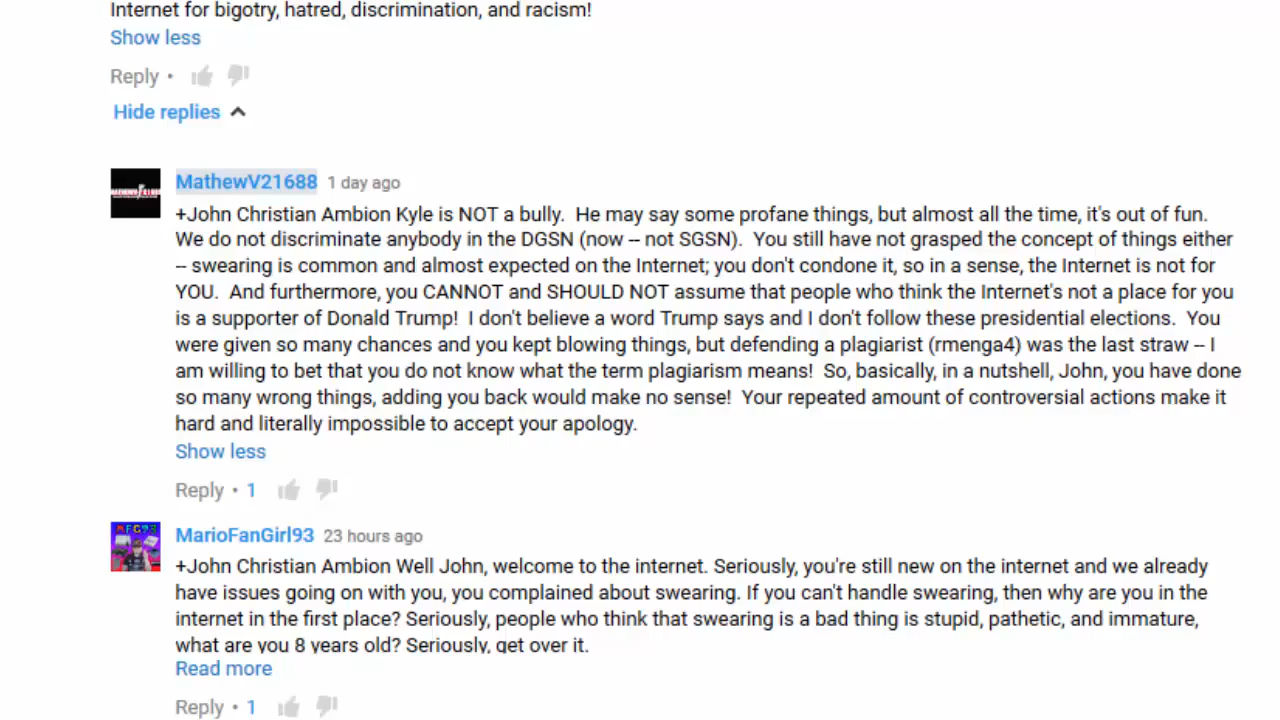 Internet for bigotry, hatred, discrimination, and racism!
Show less
Reply •
Hide replies
MathewV21688 1 day ago
+John Christian Ambion Kyle is NOT a bully.  He may say some profane things, but almost all the time, it's out of fun.
We do not discriminate anybody in the DGSN (now -- not SGSN).  You still have not grasped the concept of things either
-- swearing is common and almost expected on the Internet; you don't condone it, so in a sense, the Internet is not for
YOU.  And furthermore, you CANNOT and SHOULD NOT assume that people who think the Internet's not a place for you
is a supporter of Donald Trump!  I don't believe a word Trump says and I don't follow these presidential elections.  You
were given so many chances and you kept blowing things, but defending a plagiarist (rmenga4) was the last straw -- I
am willing to bet that you do not know what the term plagiarism means!  So, basically, in a nutshell, John, you have done
so many wrong things, adding you back would make no sense!  Your repeated amount of controversial actions make it
hard and literally impossible to accept your apology.
Show less
Reply • 1
MarioFanGirl93 23 hours ago
+John Christian Ambion Well John, welcome to the internet. Seriously, you're still new on the internet and we already
have issues going on with you, you complained about swearing. If you can't handle swearing, then why are you in the
internet in the first place? Seriously, people who think that swearing is a bad thing is stupid, pathetic, and immature,
what are you 8 years old? Seriously, get over it.
Read more
Reply • 1